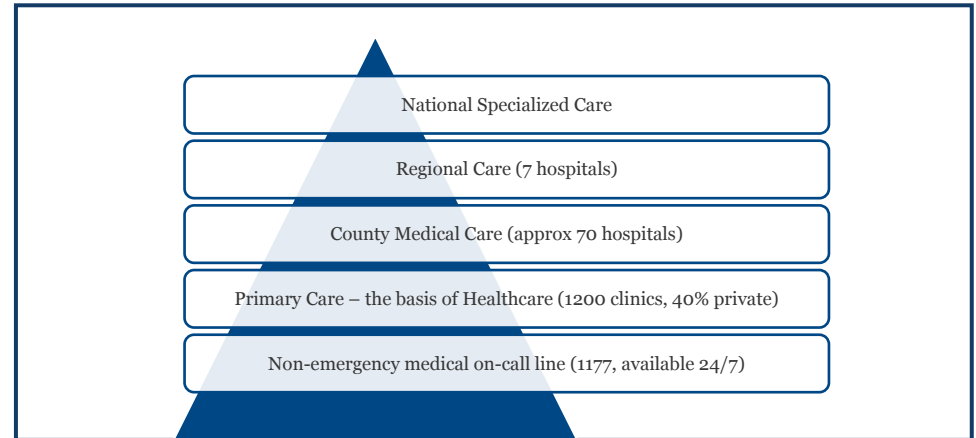 National Specialized Care
Regional Care (7 hospitals)
County Medical Care (approx 70 hospitals)
Primary Care – the basis of Healthcare (1200 clinics, 40% private)
Non-emergency medical on-call line (1177, available 24/7)